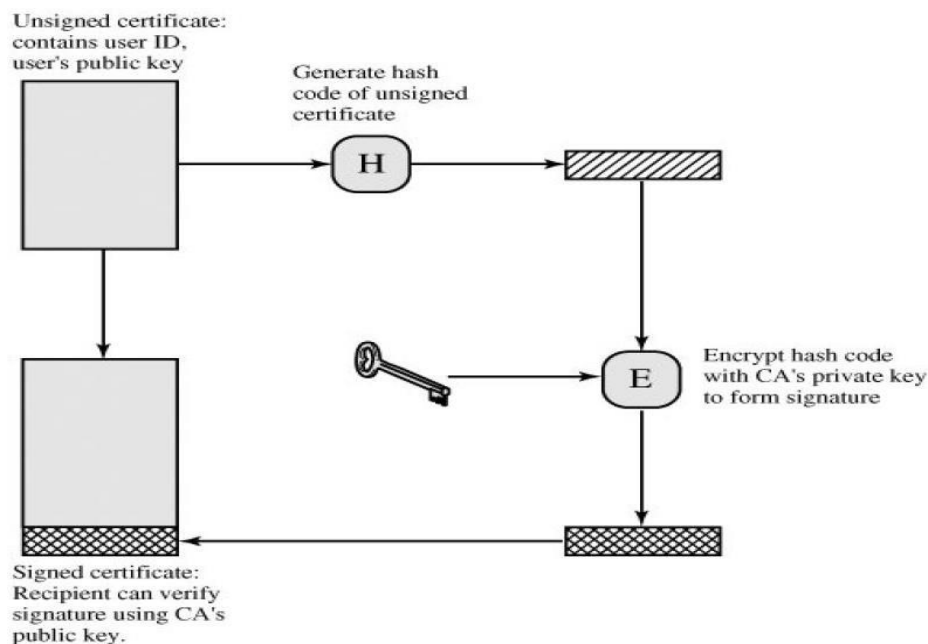 Unsigned certificate:
contains user ID,
user's public key
Generate hash
code of unsigned
certificate
H
E
Encrypt hash code
with CA's private key
to form signature
Signed certificate:
Recipient can verify
signature using CA's
public key.